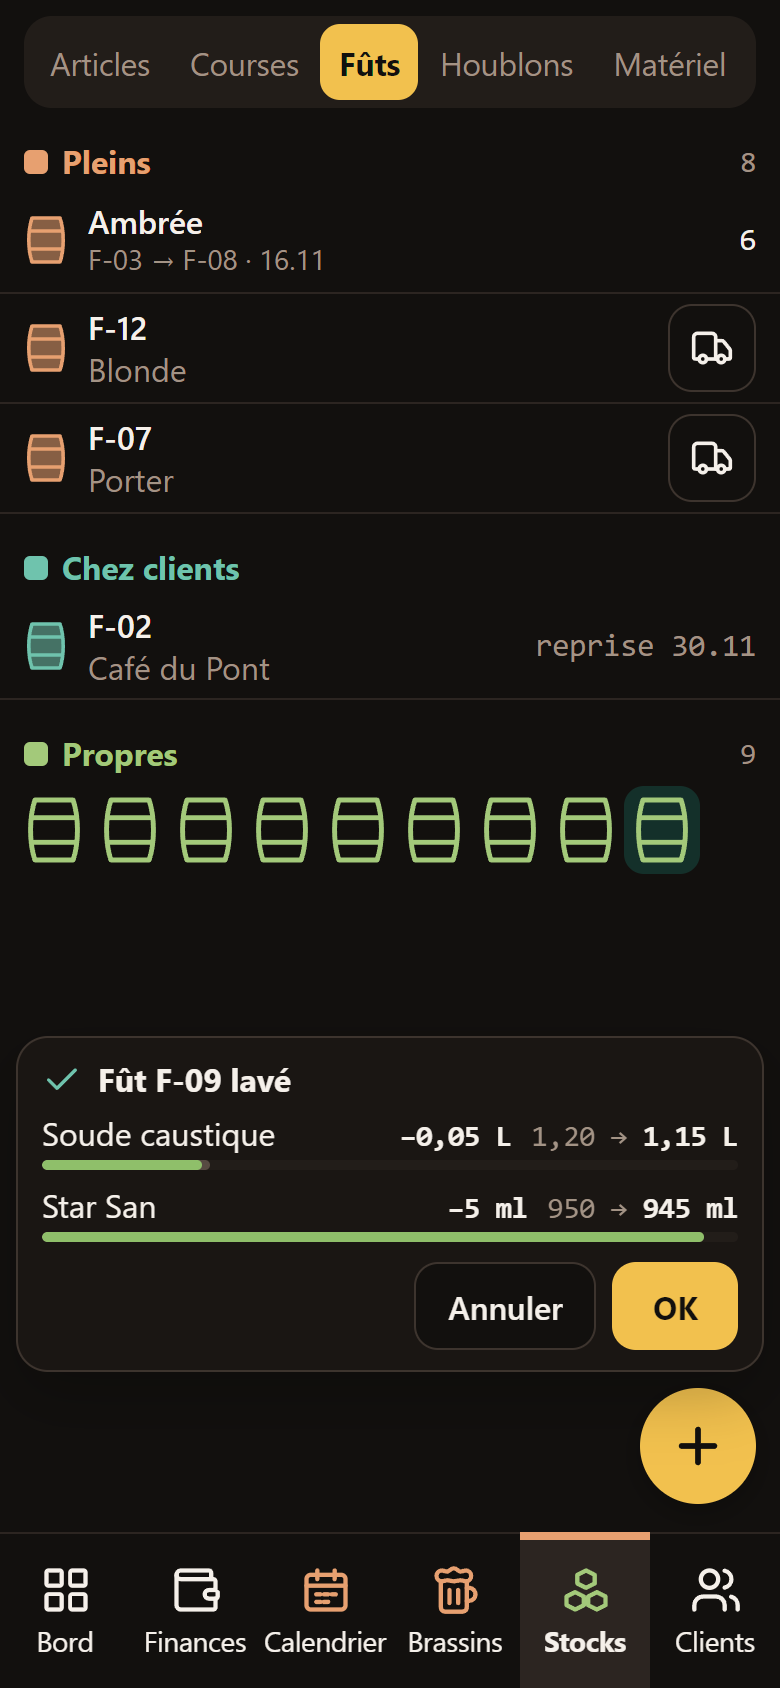 Articles Courses Fûts Houblons Matériel
Pleins 8
Ambrée
F-03 → F-08 · 16.11
6
F-12
Blonde
F-07
Porter
Chez clients
F-02
Café du Pont
reprise 30.11
Propres 9
Fût F-09 lavé
Soude caustique −0,05 L 1,20 → 1,15 L
Star San −5 ml 950 → 945 ml
Annuler OK
Bord Finances Calendrier Brassins Stocks Clients